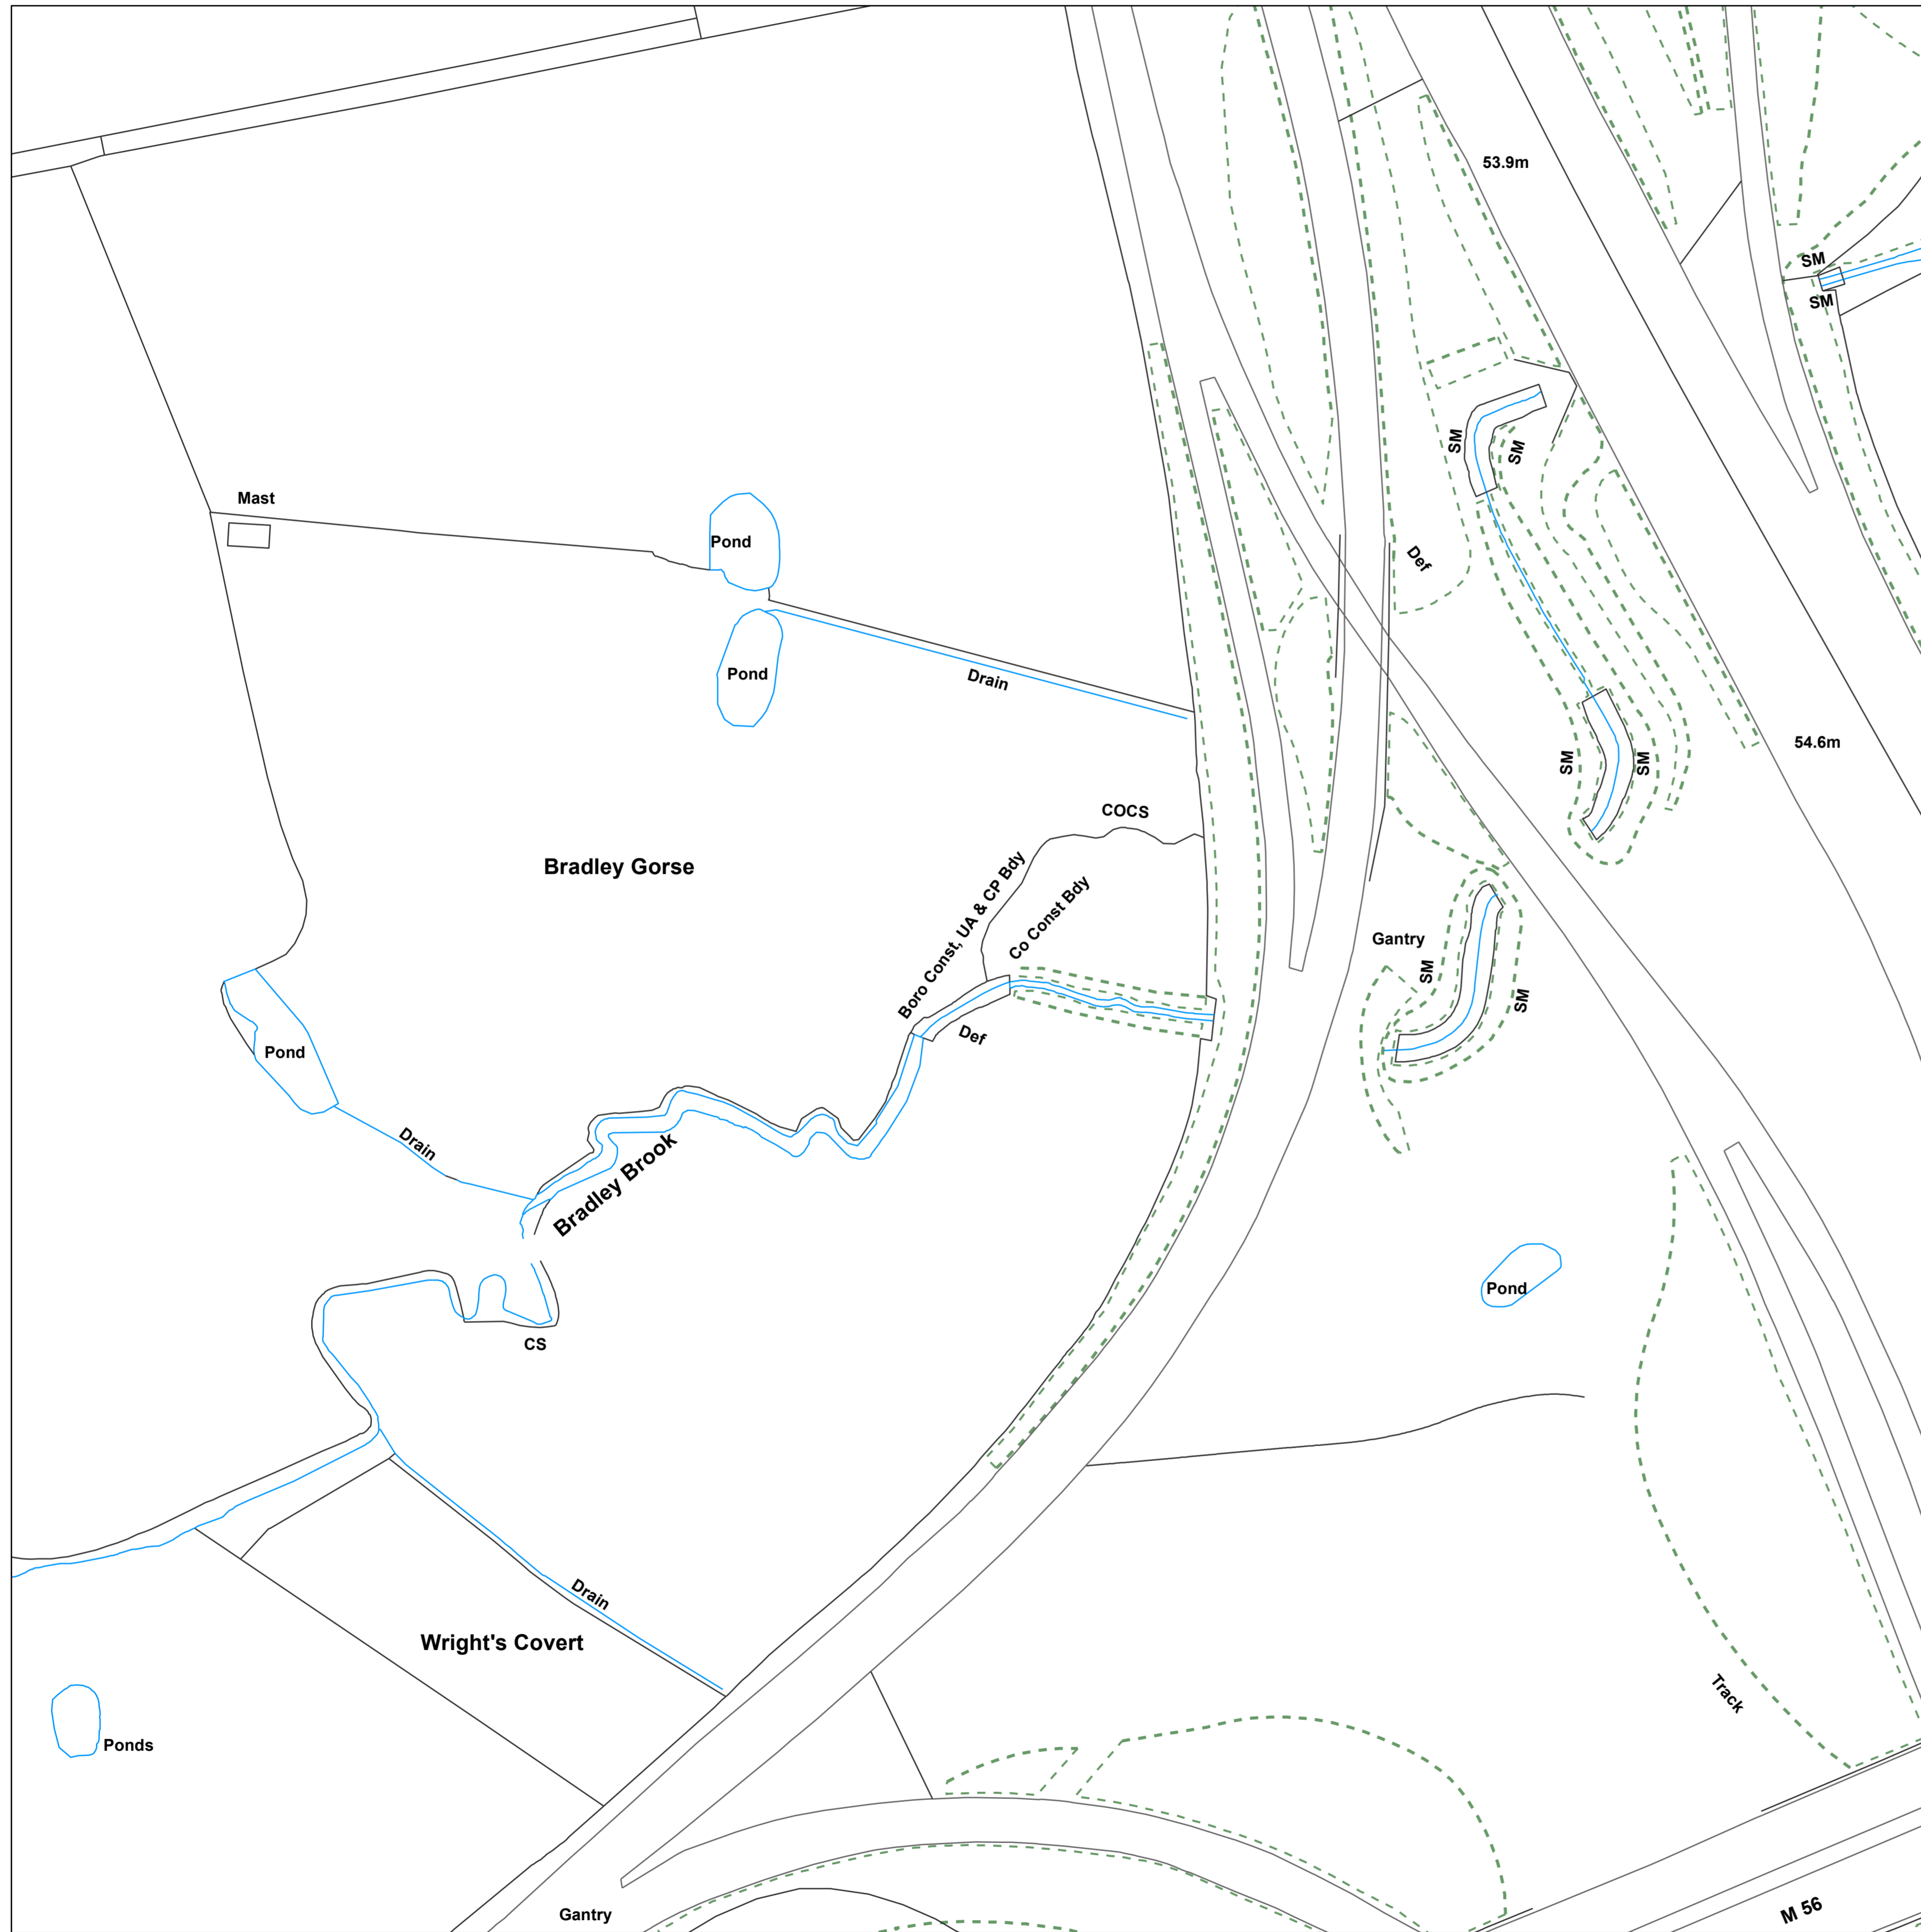 53.9m
SM
SM
SM
SM
Mast
Pond
Def
Pond
Drain
54.6m
SM
SM
COCS
Bradley Gorse
Boro Const, UA & CP Bdy
Co Const Bdy
Gantry
SM
SM
Def
Pond
Drain
Bradley Brook
Pond
CS
Drain
Wright's Covert
Track
Ponds
Gantry
M 56